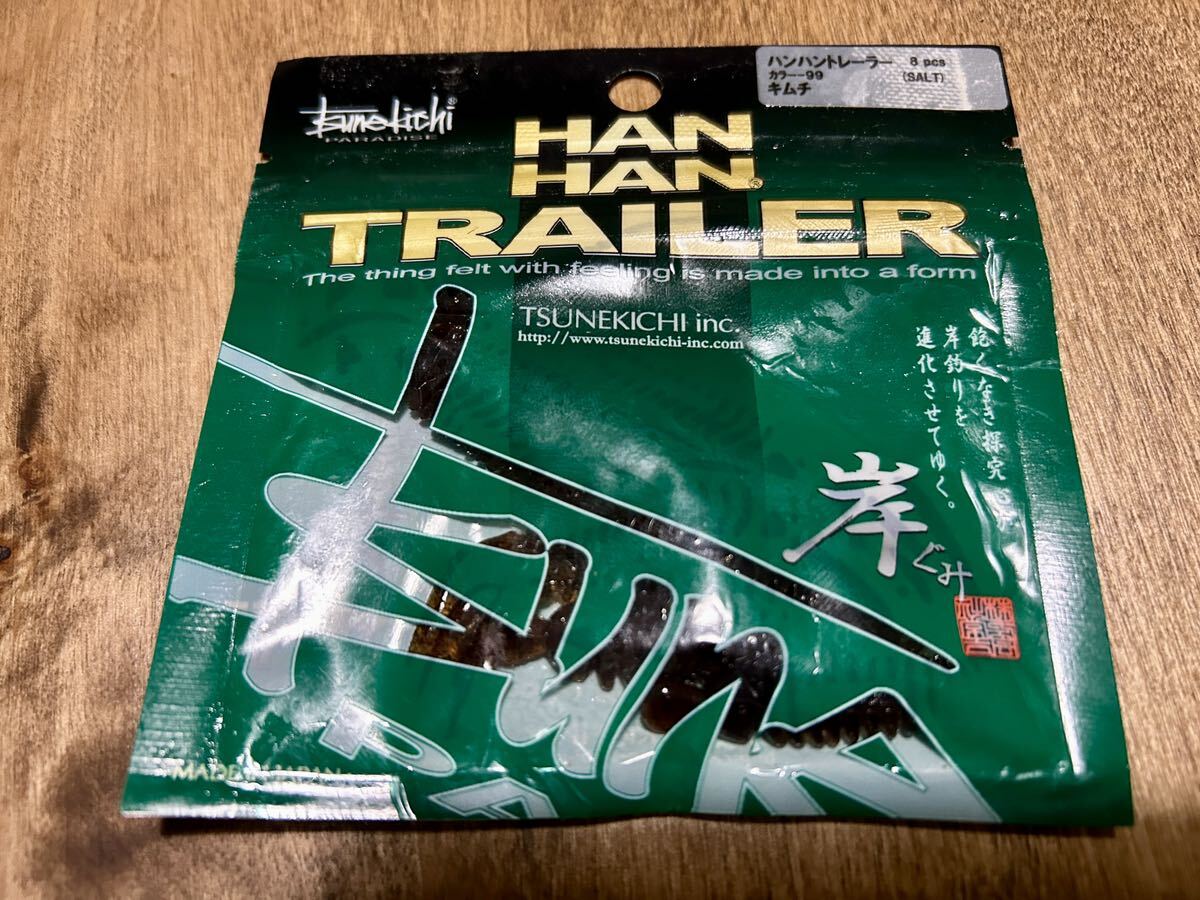 Tsunekichi®
PARADISE
ハンハントレーラー 8 pcs
カラー-99 (SALT)
キムチ
HAN
HAN®
TRAILER
The thing felt with feeling is made into a form
TSUNEKICHI inc.
http://www.tsunekichi-inc.com
飽くなき探究
岸釣りを
進化させてゆく。
岸ぐみ
MADE IN JAPAN